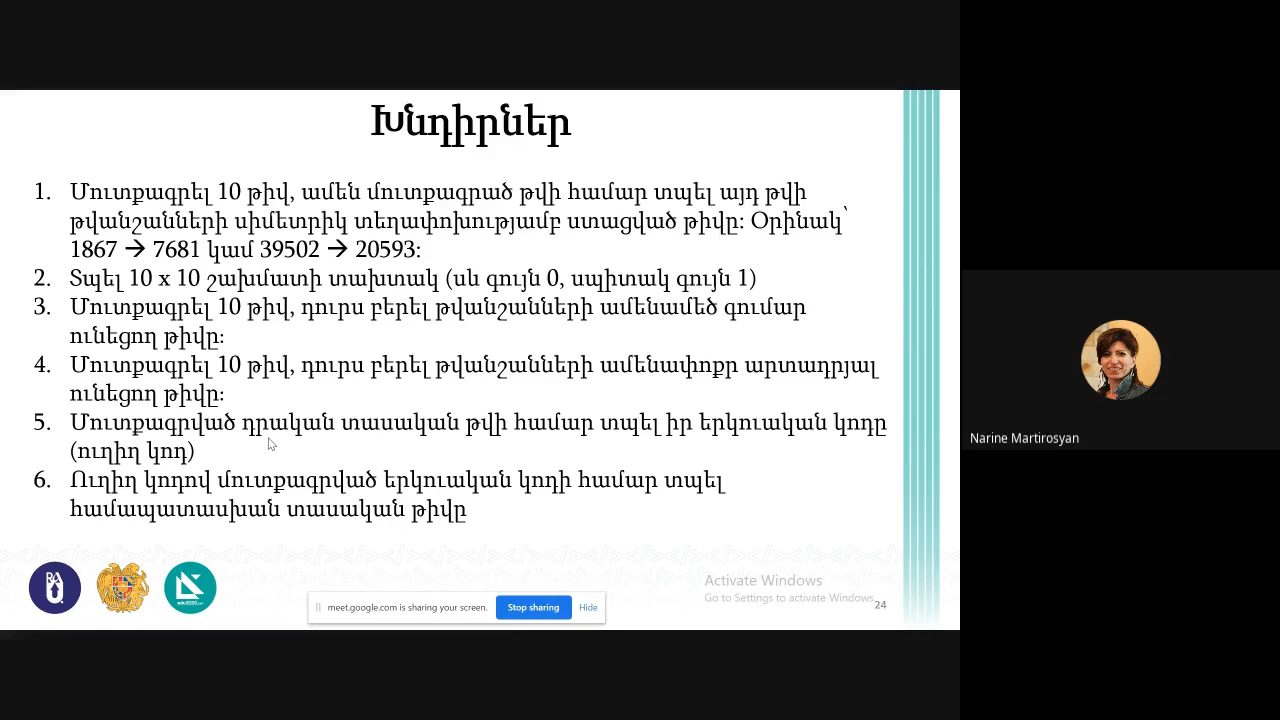 Խնդիրներ
1. Մուտքագրել 10 թիվ, ամեն մուտքագրած թվի համար տպել այդ թվի
թվանշանների սիմետրիկ տեղափոխությամբ ստացված թիվը: Օրինակ՝
1867 → 7681 կամ 39502 → 20593:
2. Տպել 10 x 10 շախմատի տախտակ (սև գույն 0, սպիտակ գույն 1)
3. Մուտքագրել 10 թիվ, դուրս բերել թվանշանների ամենամեծ գումար
ունեցող թիվը:
4. Մուտքագրել 10 թիվ, դուրս բերել թվանշանների ամենափոքր արտադրյալ
ունեցող թիվը:
5. Մուտքագրված դրական տասական թվի համար տպել իր երկուական կոդը
(ուղիղ կոդ)
6. Ուղիղ կոդով մուտքագրված երկուական կոդի համար տպել
համապատասխան տասական թիվը
Activate Windows
Go to Settings to activate Windows.
24
meet.google.com is sharing your screen. Stop sharing Hide
Narine Martirosyan